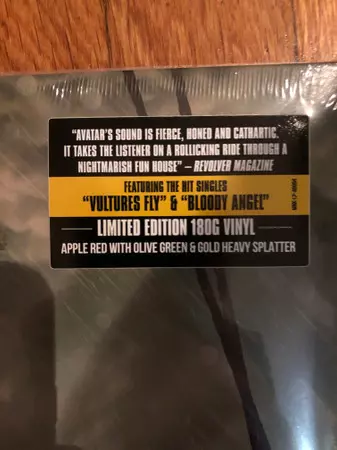 "AVATAR'S SOUND IS FIERCE, HONED AND CATHARTIC.
IT TAKES THE LISTENER ON A ROLLICKING RIDE THROUGH A
NIGHTMARISH FUN HOUSE" – REVOLVER MAGAZINE
FEATURING THE HIT SINGLES
"VULTURES FLY" & "BLOODY ANGEL"
LIMITED EDITION 180G VINYL
APPLE RED WITH OLIVE GREEN & GOLD HEAVY SPLATTER